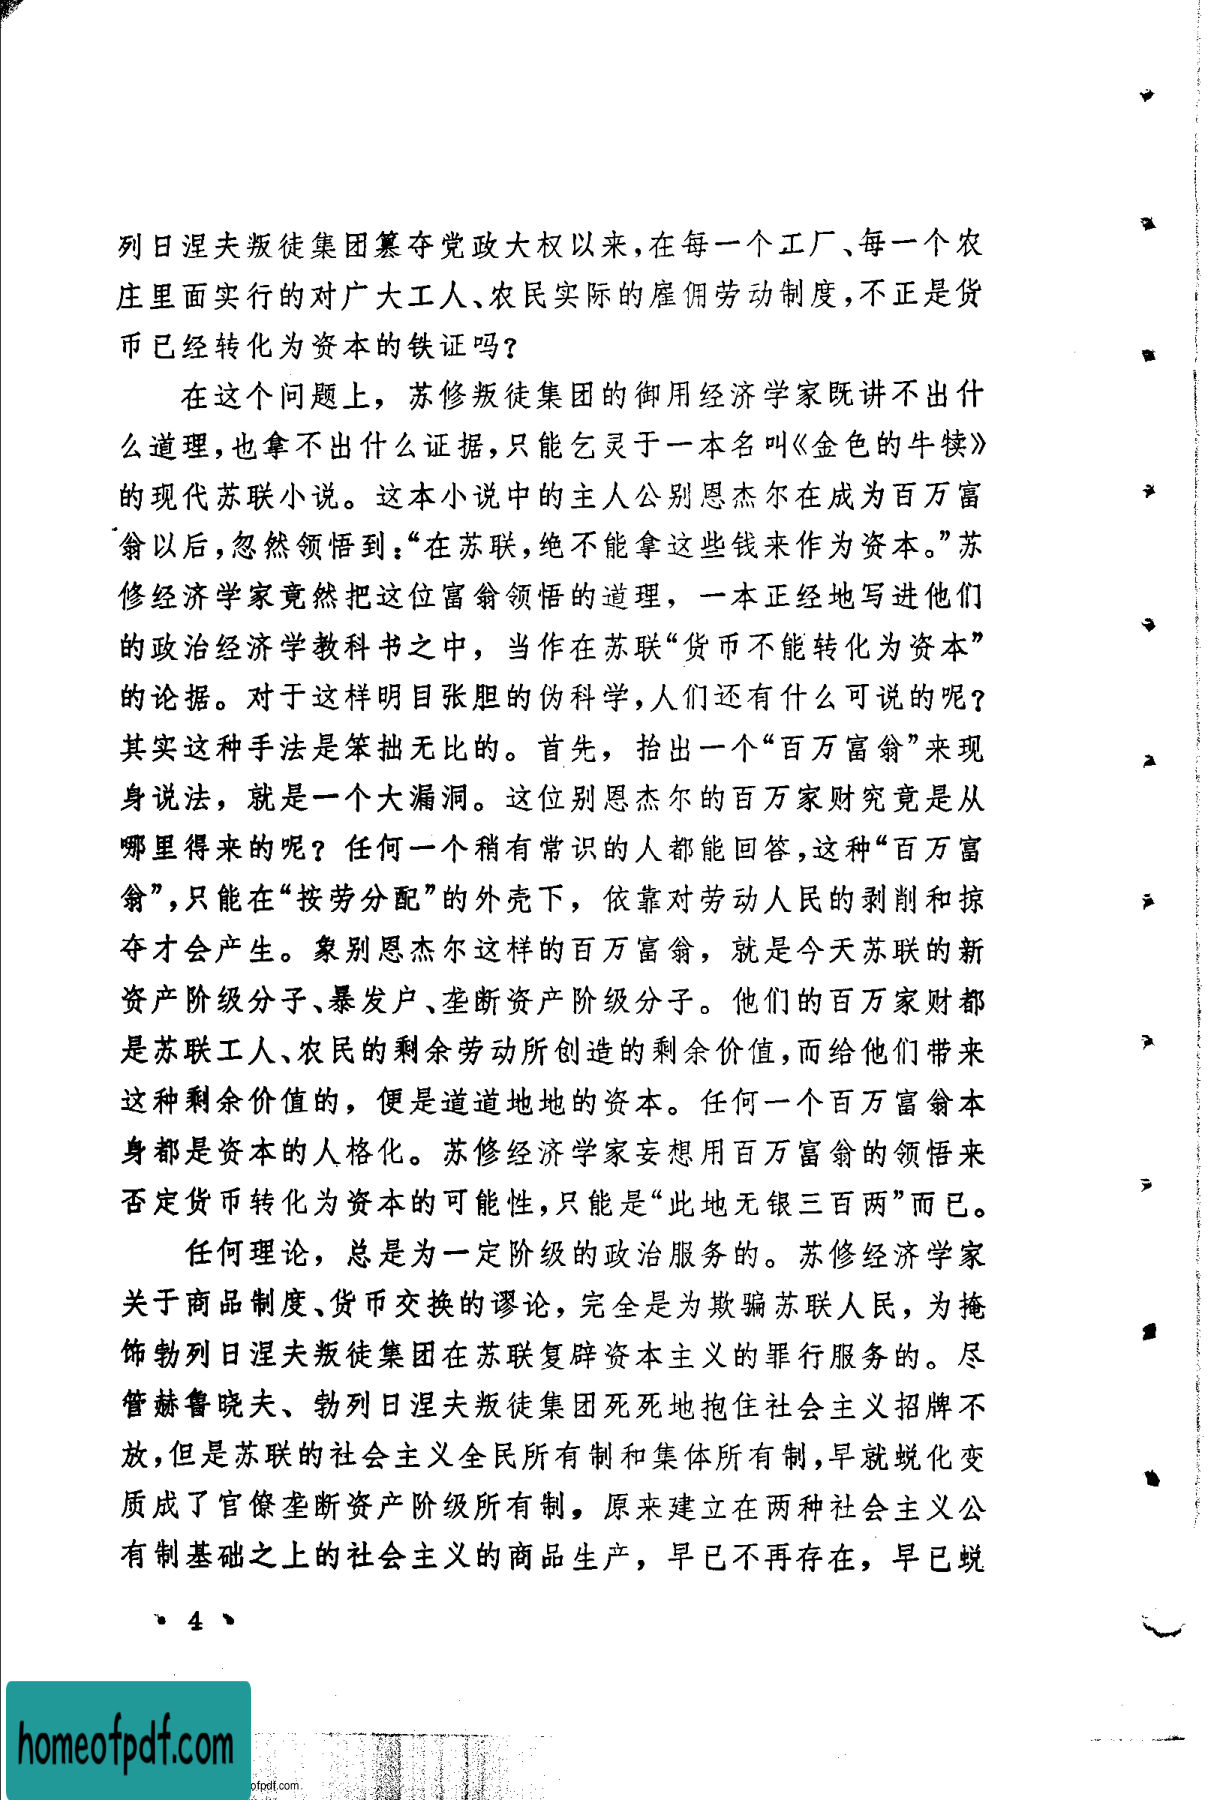 列日涅夫叛徒集团篡夺党政大权以来，在每一个工厂、每一个农
庄里面实行的对广大工人、农民实际的雇佣劳动制度，不正是货
币已经转化为资本的铁证吗？
在这个问题上，苏修叛徒集团的御用经济学家既讲不出什
么道理，也拿不出什么证据，只能乞灵于一本名叫《金色的牛犊》
的现代苏联小说。这本小说中的主人公别恩杰尔在成为百万富
翁以后，忽然领悟到：“在苏联，绝不能拿这些钱来作为资本。”苏
修经济学家竟然把这位富翁领悟的道理，一本正经地写进他们
的政治经济学教科书之中，当作在苏联“货币不能转化为资本”
的论据。对于这样明目张胆的伪科学，人们还有什么可说的呢？
其实这种手法是笨拙无比的。首先，抬出一个“百万富翁”来现
身说法，就是一个大漏洞。这位别恩杰尔的百万家财究竟是从
哪里得来的呢？任何一个稍有常识的人都能回答，这种“百万富
翁”，只能在“按劳分配”的外壳下，依靠对劳动人民的剥削和掠
夺才会产生。象别恩杰尔这样的百万富翁，就是今天苏联的新
资产阶级分子、暴发户、垄断资产阶级分子。他们的百万家财都
是苏联工人、农民的剩余劳动所创造的剩余价值，而给他们带来
这种剩余价值的，便是道道地地的资本。任何一个百万富翁本
身都是资本的人格化。苏修经济学家妄想用百万富翁的领悟来
否定货币转化为资本的可能性，只能是“此地无银三百两”而已。
任何理论，总是为一定阶级的政治服务的。苏修经济学家
关于商品制度、货币交换的谬论，完全是为欺骗苏联人民，为掩
饰勃列日涅夫叛徒集团在苏联复辟资本主义的罪行服务的。尽
管赫鲁晓夫、勃列日涅夫叛徒集团死死地抱住社会主义招牌不
放，但是苏联的社会主义全民所有制和集体所有制，早就蜕化变
质成了官僚垄断资产阶级所有制，原来建立在两种社会主义公
有制基础之上的社会主义的商品生产，早已不再存在，早已蜕
• 4 •
homeofpdf.com
ofpdf.com